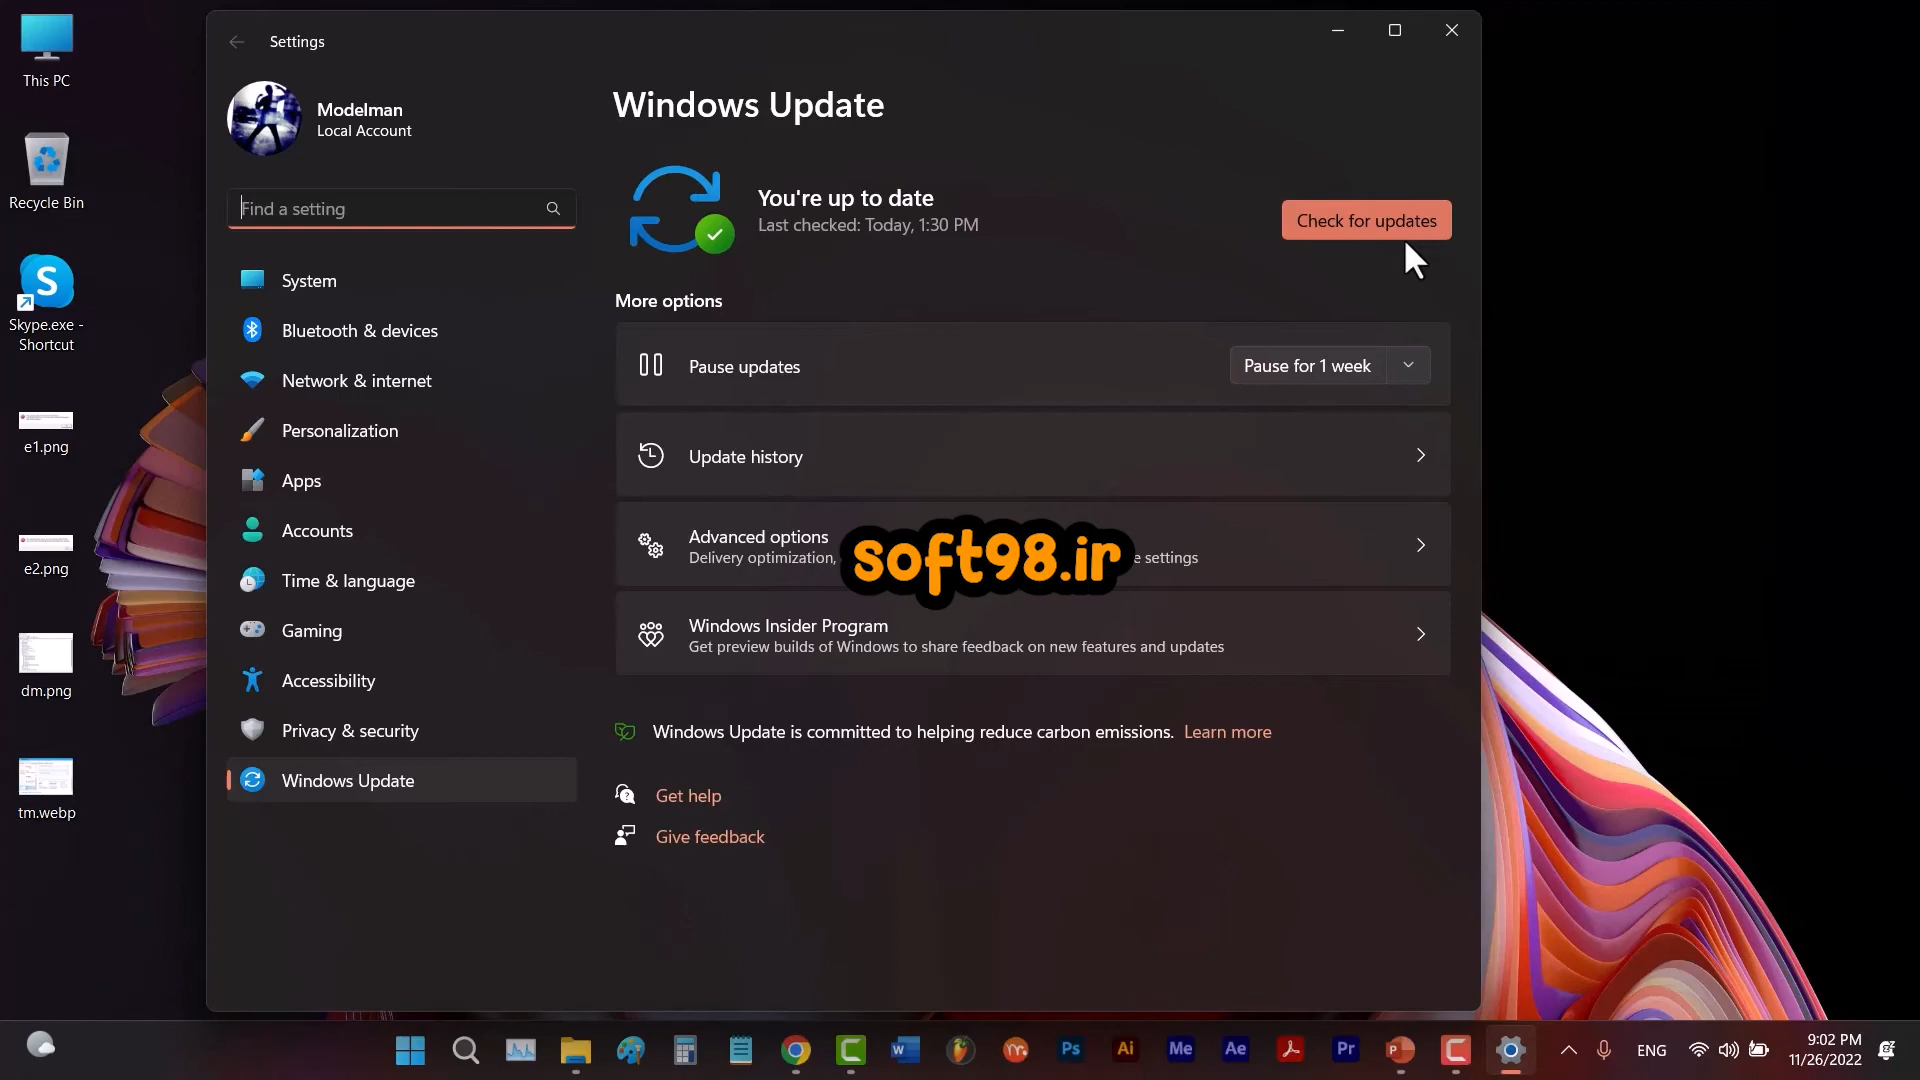 This PC
Recycle Bin
Skype.exe -
Shortcut
e1.png
e2.png
dm.png
tm.webp
Settings
Modelman
Local Account
Find a setting
System
Bluetooth & devices
Network & internet
Personalization
Apps
Accounts
Time & language
Gaming
Accessibility
Privacy & security
Windows Update
Windows Update
You're up to date
Last checked: Today, 1:30 PM
Check for updates
More options
Pause updates
Pause for 1 week
Update history
Advanced options
Delivery optimization,
e settings
soft98.ir
Windows Insider Program
Get preview builds of Windows to share feedback on new features and updates
Windows Update is committed to helping reduce carbon emissions. Learn more
Get help
Give feedback
Ps
Ai
Me
Ae
Pr
ENG
9:02 PM
11/26/2022